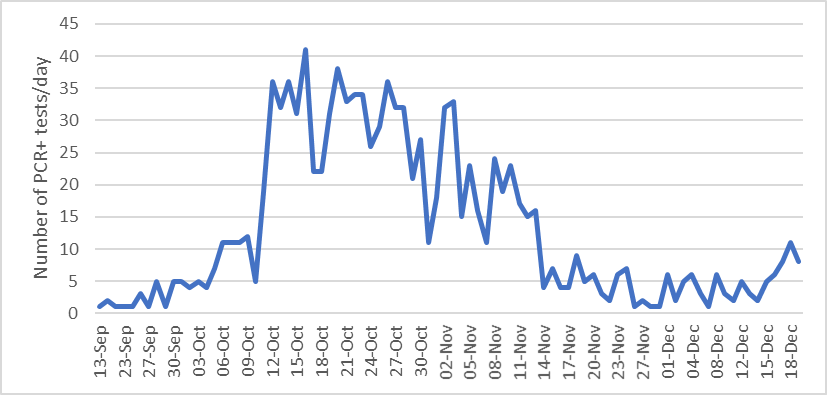 Number of PCR+ tests/day
45
40
35
30
25
20
15
10
5
0
13-Sep
23-Sep
27-Sep
30-Sep
03-Oct
06-Oct
09-Oct
12-Oct
15-Oct
18-Oct
21-Oct
24-Oct
27-Oct
30-Oct
02-Nov
05-Nov
08-Nov
11-Nov
14-Nov
17-Nov
20-Nov
24-Nov
27-Nov
01-Dec
04-Dec
08-Dec
12-Dec
15-Dec
18-Dec